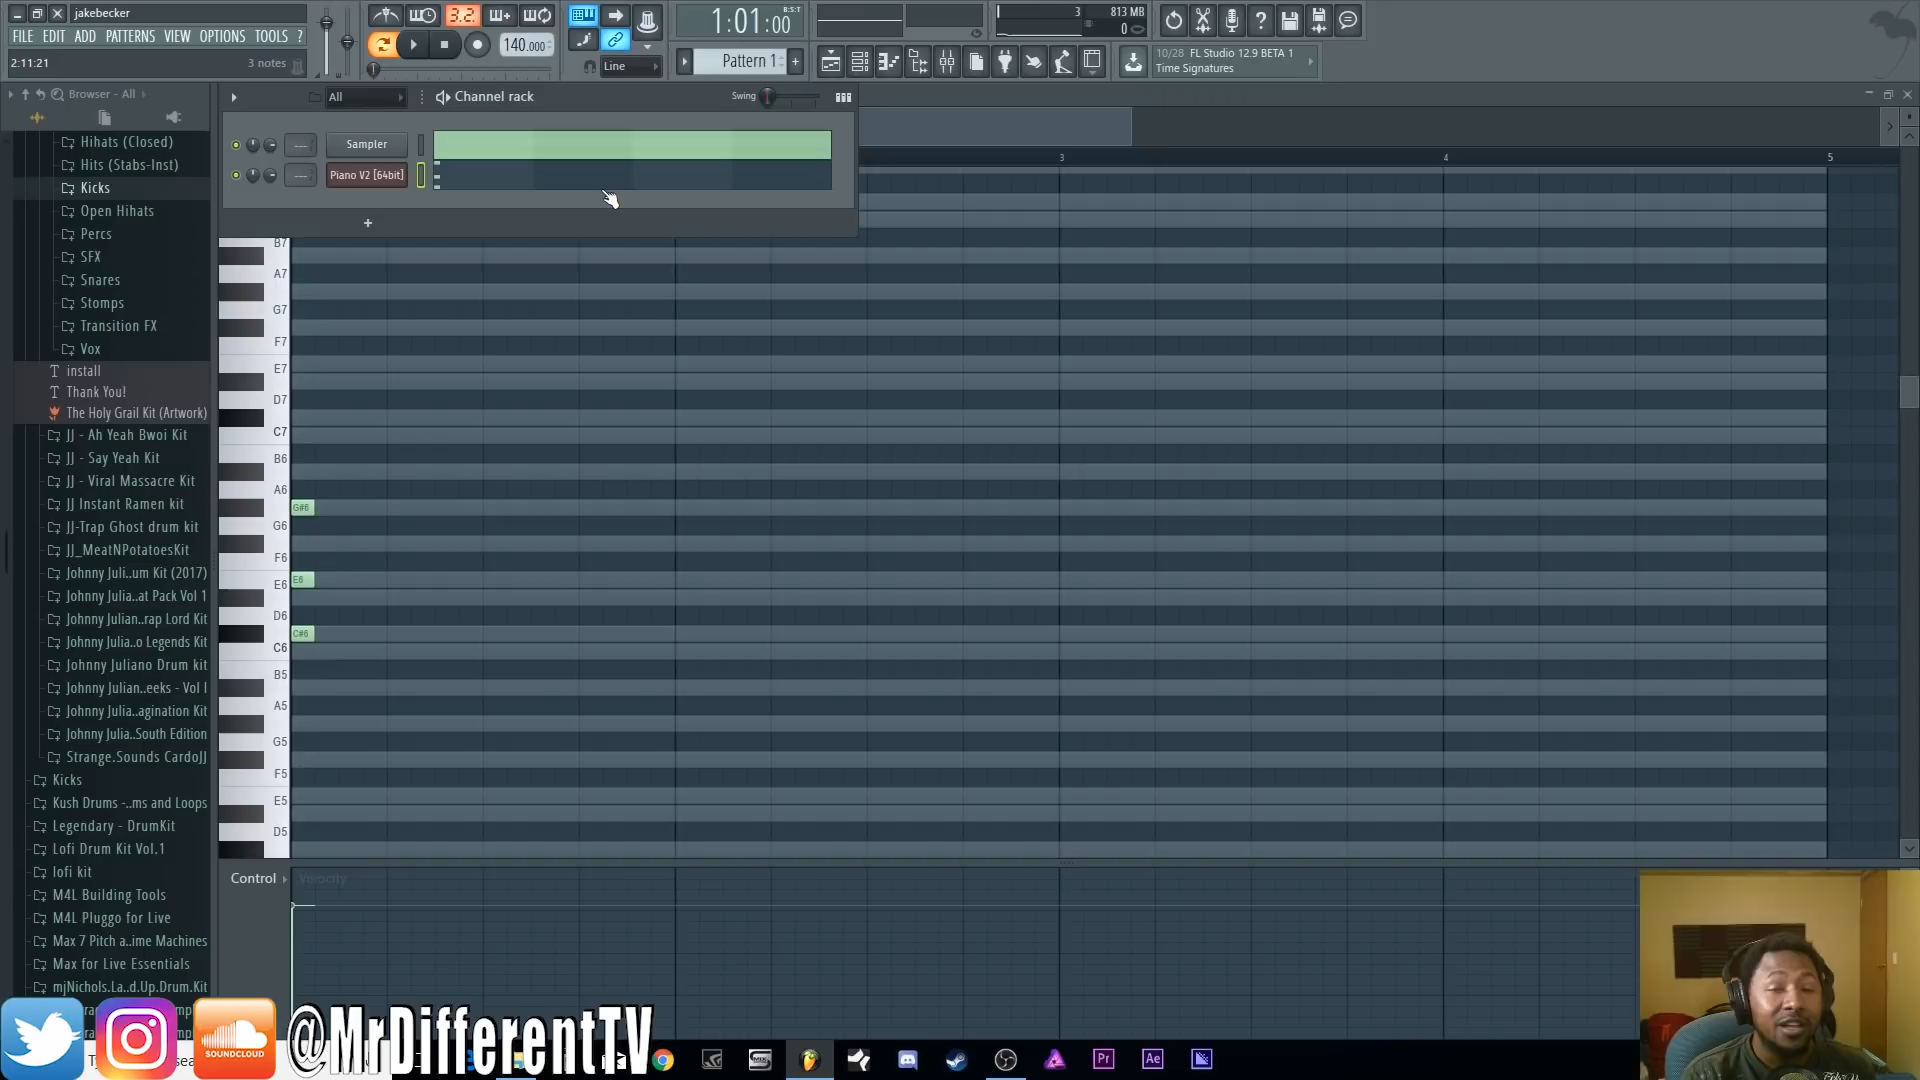 jakebecker
FILE EDIT ADD PATTERNS VIEW OPTIONS TOOLS ?
2:11:21 3 notes
3.2
140.000
Line
1:01:00
B:S:T
Pattern 1
3
813 MB
0
10/28 FL Studio 12.9 BETA 1
Time Signatures
Browser - All
All
Channel rack
Swing
Sampler
Piano V2 [64bit]
+
3
4
5
Hihats (Closed)
Hits (Stabs-Inst)
Kicks
Open Hihats
Percs
SFX
Snares
Stomps
Transition FX
Vox
install
Thank You!
The Holy Grail Kit (Artwork)
JJ - Ah Yeah Bwoi Kit
JJ - Say Yeah Kit
JJ - Viral Massacre Kit
JJ Instant Ramen kit
JJ-Trap Ghost drum kit
JJ_MeatNPotatoesKit
Johnny Juli..um Kit (2017)
Johnny Julia..at Pack Vol 1
Johnny Julian..rap Lord Kit
Johnny Julia..o Legends Kit
Johnny Juliano Drum kit
Johnny Julian..eeks - Vol I
Johnny Julia..agination Kit
Johnny Julia..South Edition
Strange.Sounds CardoJJ
Kicks
Kush Drums -..ms and Loops
Legendary - DrumKit
Lofi Drum Kit Vol.1
lofi kit
M4L Building Tools
M4L Pluggo for Live
Max 7 Pitch a..ime Machines
Max for Live Essentials
mjNichols.La..d.Up.Drum.Kit
B7
A7
G7
F7
E7
D7
C7
B6
A6
G6
F6
E6
D6
C6
B5
A5
G5
F5
E5
D5
G#6
E6
C#6
Control
Velocity
SOUNDCLOUD
@MrDifferentTV
Pr
Ae